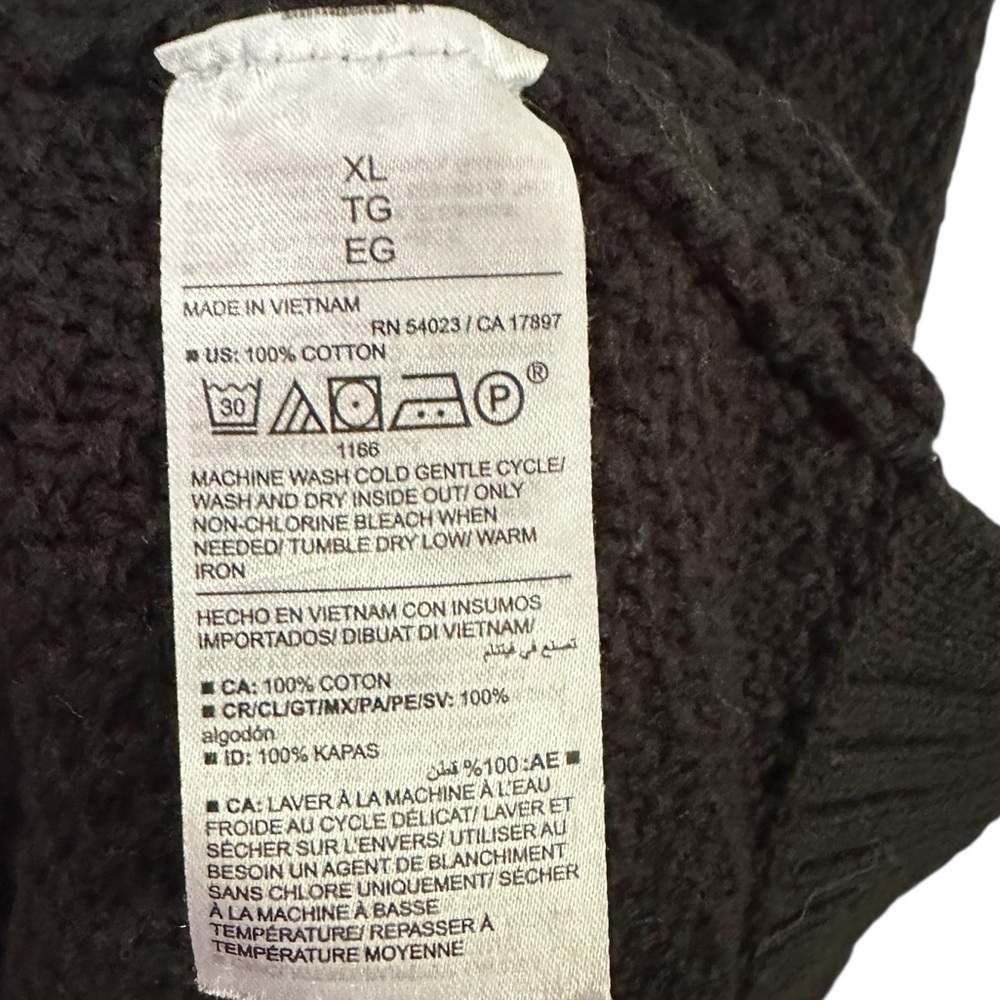 XL
TG
EG
MADE IN VIETNAM
RN 54023 / CA 17897
■ US: 100% COTTON
30 P ®
1166
MACHINE WASH COLD GENTLE CYCLE/
WASH AND DRY INSIDE OUT/ ONLY
NON-CHLORINE BLEACH WHEN
NEEDED/ TUMBLE DRY LOW/ WARM
IRON
HECHO EN VIETNAM CON INSUMOS
IMPORTADOS/ DIBUAT DI VIETNAM/
تصنع في فيتنام
■ CA: 100% COTON
■ CR/CL/GT/MX/PA/PE/SV: 100%
algodón
■ ID: 100% KAPAS
■ AE: 100% قطن
■ CA: LAVER À LA MACHINE À L'EAU
FROIDE AU CYCLE DÉLICAT/ LAVER ET
SÉCHER SUR L'ENVERS/ UTILISER AU
BESOIN UN AGENT DE BLANCHIMENT
SANS CHLORE UNIQUEMENT/ SÉCHER
À LA MACHINE À BASSE
TEMPÉRATURE/ REPASSER À
TEMPÉRATURE MOYENNE